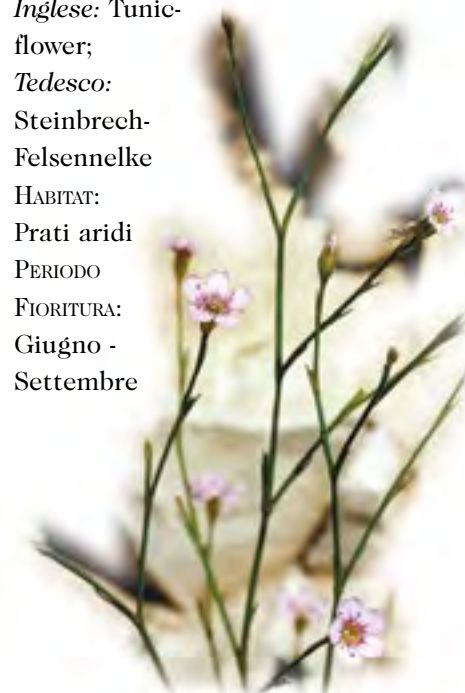 Inglese: Tunic-
flower;
Tedesco:
Steinbrech-
Felsennelke
HABITAT:
Prati aridi
PERIODO
FIORITURA:
Giugno -
Settembre